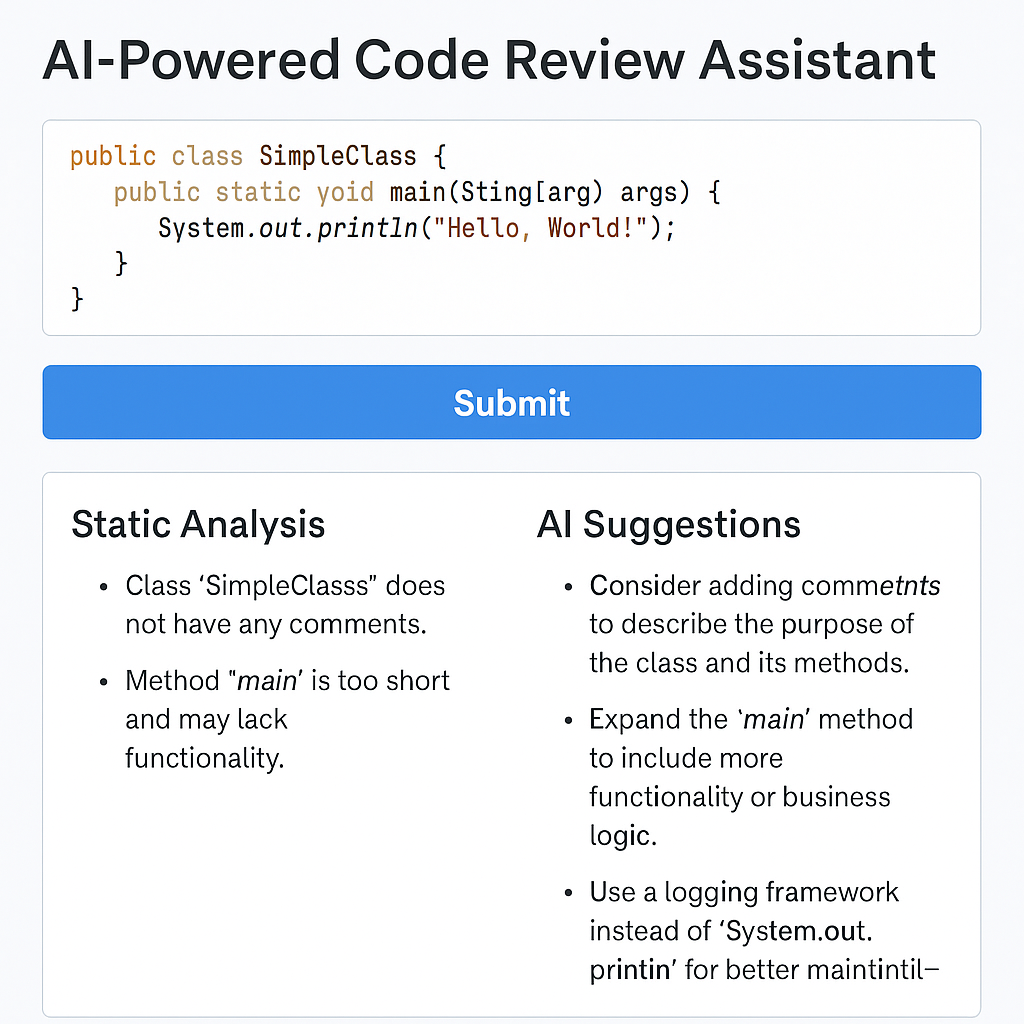 AI-Powered Code Review Assistant
public class SimpleClass {
public static yoid main(Sting[arg) args) {
System.out.println("Hello, World!");
}
}
Submit
Static Analysis
• Class ‘SimpleClasss” does
not have any comments.
• Method "main’ is too short
and may lack
functionality.
AI Suggestions
• Consider adding commetnts
to describe the purpose of
the class and its methods.
• Expand the ‵main’ method
to include more
functionality or business
logic.
• Use a logging framework
instead of ‘System.out.
printin’ for better maintintil–